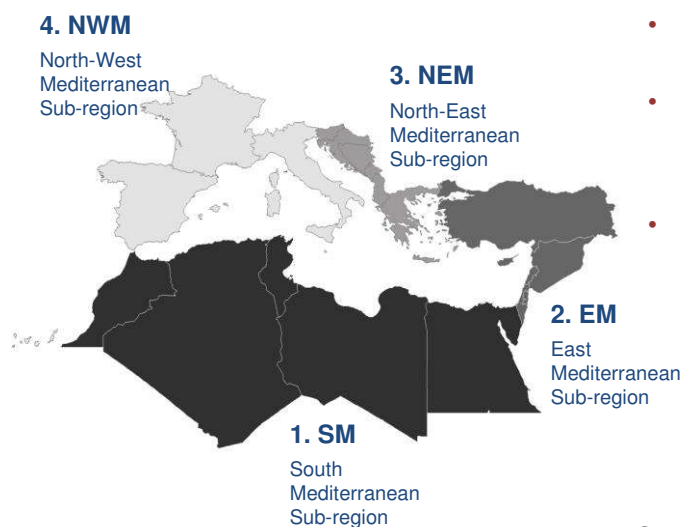 4. NWM
North-West
Mediterranean
Sub-region
3. NEM
North-East
Mediterranean
Sub-region
2. EM
East
Mediterranean
Sub-region
1. SM
South
Mediterranean
Sub-region